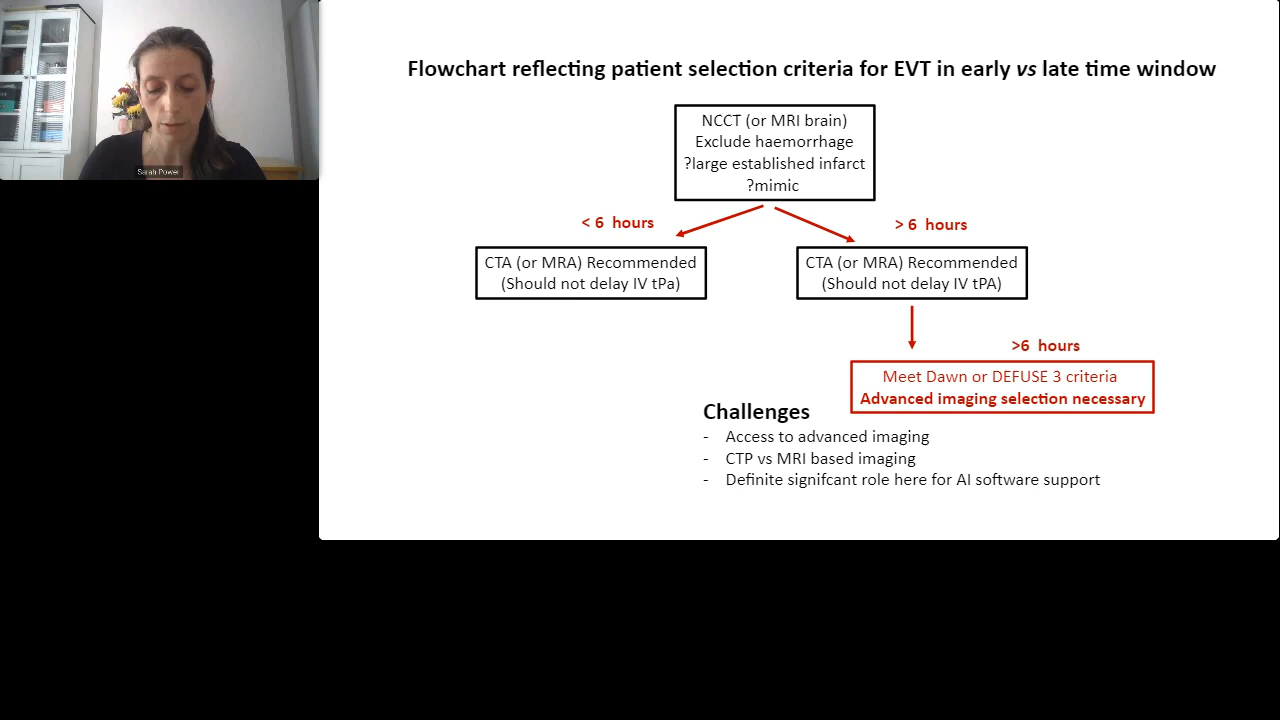 Flowchart reflecting patient selection criteria for EVT in early vs late time window
NCCT (or MRI brain)
Exclude haemorrhage
?large established infarct
?mimic
< 6 hours
> 6 hours
CTA (or MRA) Recommended
(Should not delay IV tPa)
CTA (or MRA) Recommended
(Should not delay IV tPA)
>6 hours
Meet Dawn or DEFUSE 3 criteria
Advanced imaging selection necessary
Challenges
- Access to advanced imaging
- CTP vs MRI based imaging
- Definite signifcant role here for AI software support
Sarah Power